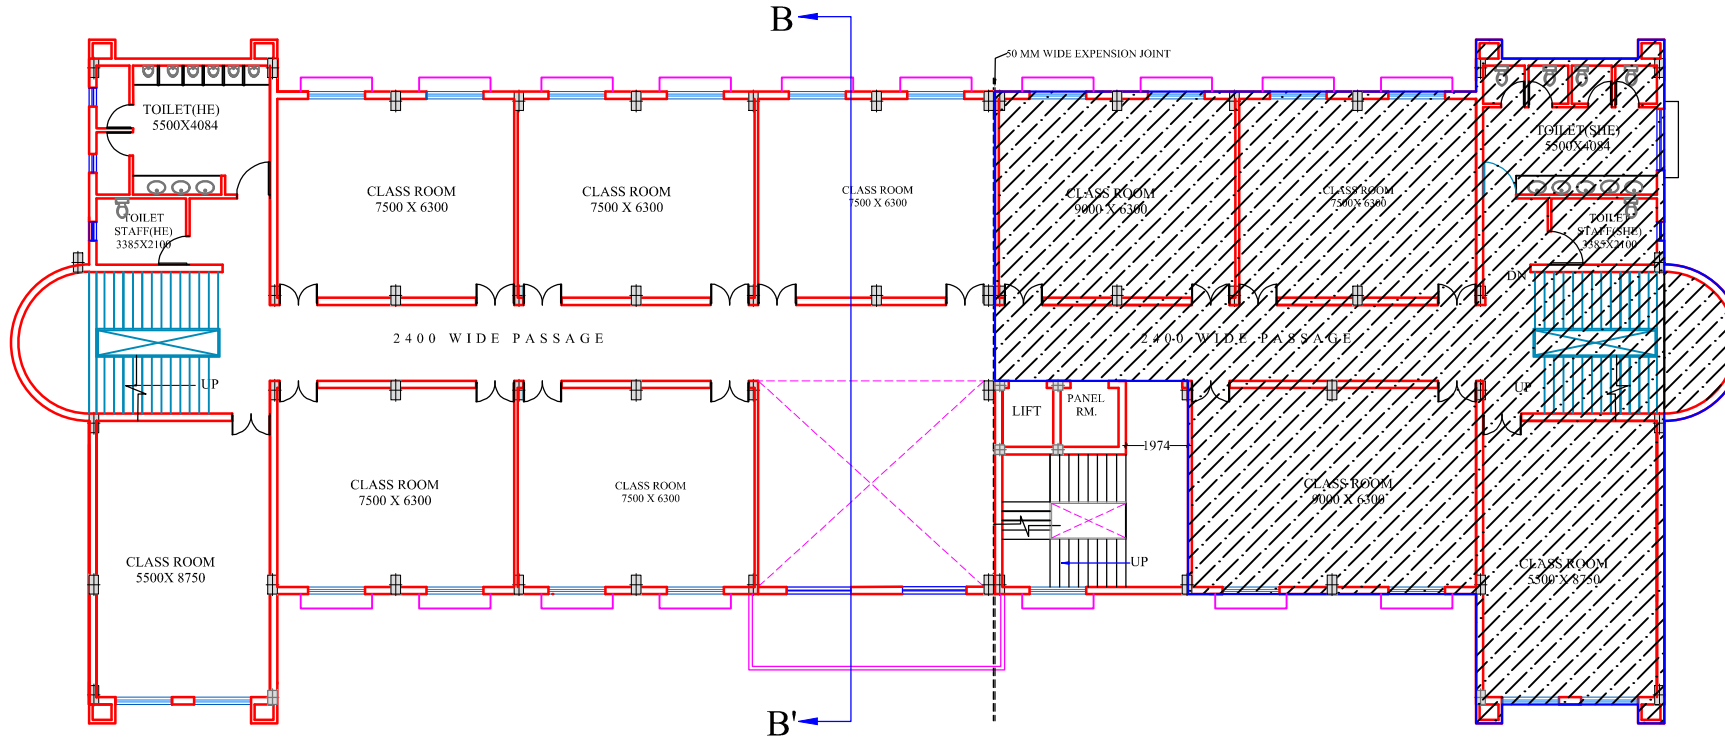 B
50 MM WIDE EXPENSION JOINT
TOILET(HE)
5500X4084
TOILET(SHE)
5500X4084
CLASS ROOM
7500 X 6300
CLASS ROOM
7500 X 6300
CLASS ROOM
7500 X 6300
CLASS ROOM
9000 X 6300
CLASS ROOM
7500X 6300
TOILET
STAFF(HE)
3385X2100
TOILET
STAFF(SHE)
3385X2100
DN
2400 WIDE PASSAGE
2400 WIDE PASSAGE
UP
UP
LIFT
PANEL
RM.
1974
CLASS ROOM
7500 X 6300
CLASS ROOM
7500 X 6300
CLASS ROOM
9000 X 6300
UP
CLASS ROOM
5500X 8750
CLASS ROOM
5500 X 8750
B'